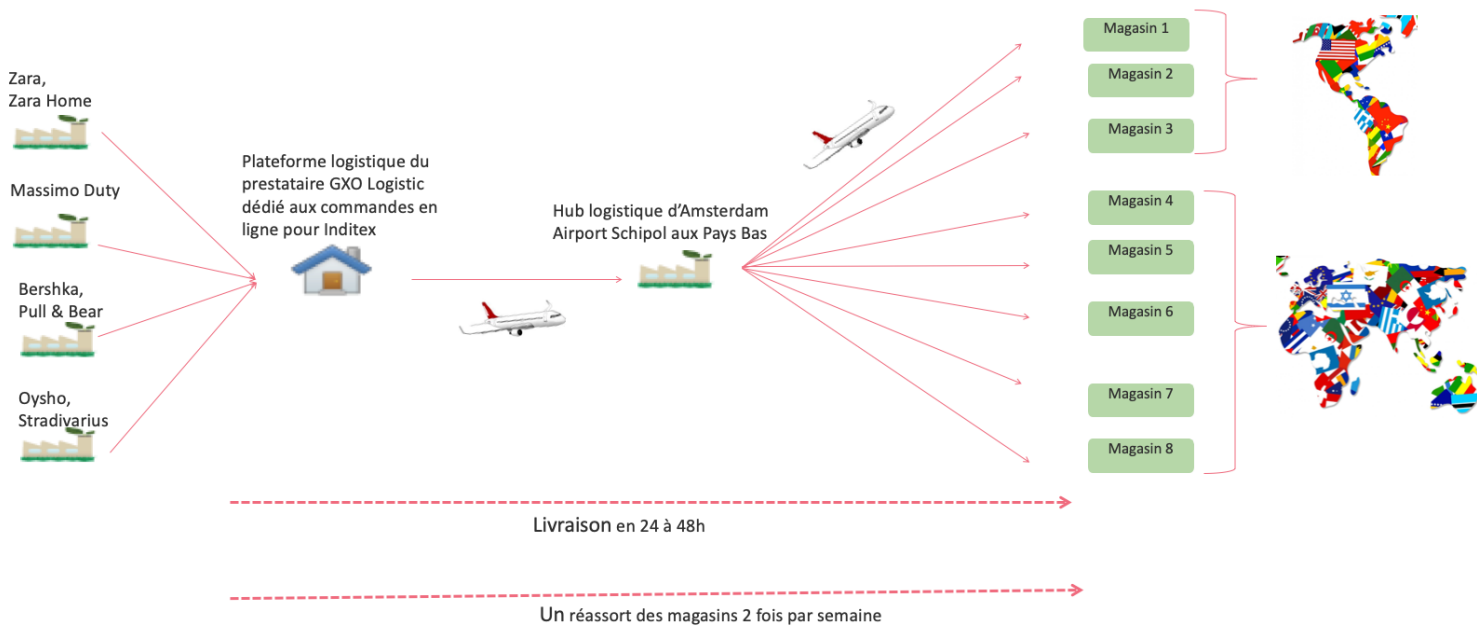 Zara,
Zara Home
Massimo Duty
Bershka,
Pull & Bear
Oysho,
Stradivarius
Plateforme logistique du
prestataire GXO Logistic
dédié aux commandes en
ligne pour Inditex
Hub logistique d’Amsterdam
Airport Schipol aux Pays Bas
Magasin 1
Magasin 2
Magasin 3
Magasin 4
Magasin 5
Magasin 6
Magasin 7
Magasin 8
Livraison en 24 à 48h
Un réassort des magasins 2 fois par semaine